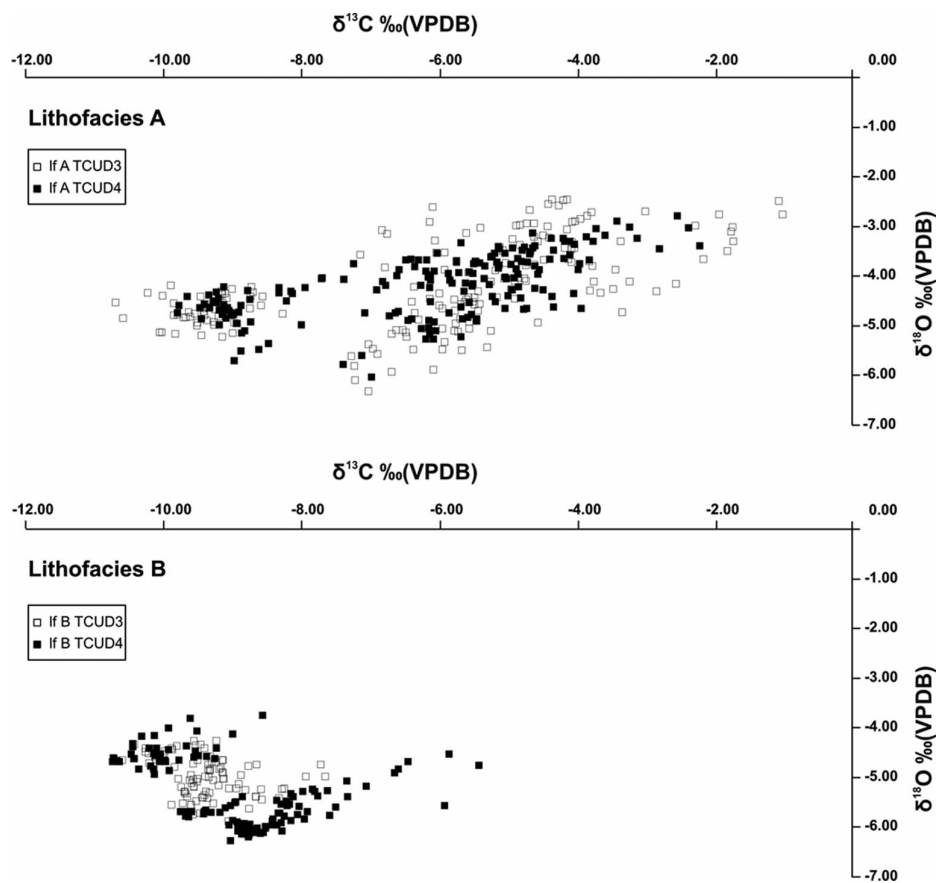 δ¹³C ‰(VPDB)
-12.00 -10.00 -8.00 -6.00 -4.00 -2.00 0.00
-1.00
Lithofacies A
-2.00
lf A TCUD3
lf A TCUD4
-3.00
-4.00
-5.00
-6.00
-7.00
δ¹⁸O ‰(VPDB)
δ¹³C ‰(VPDB)
-12.00 -10.00 -8.00 -6.00 -4.00 -2.00 0.00
Lithofacies B
-1.00
lf B TCUD3
lf B TCUD4
-2.00
-3.00
-4.00
-5.00
-6.00
-7.00
δ¹⁸O ‰(VPDB)